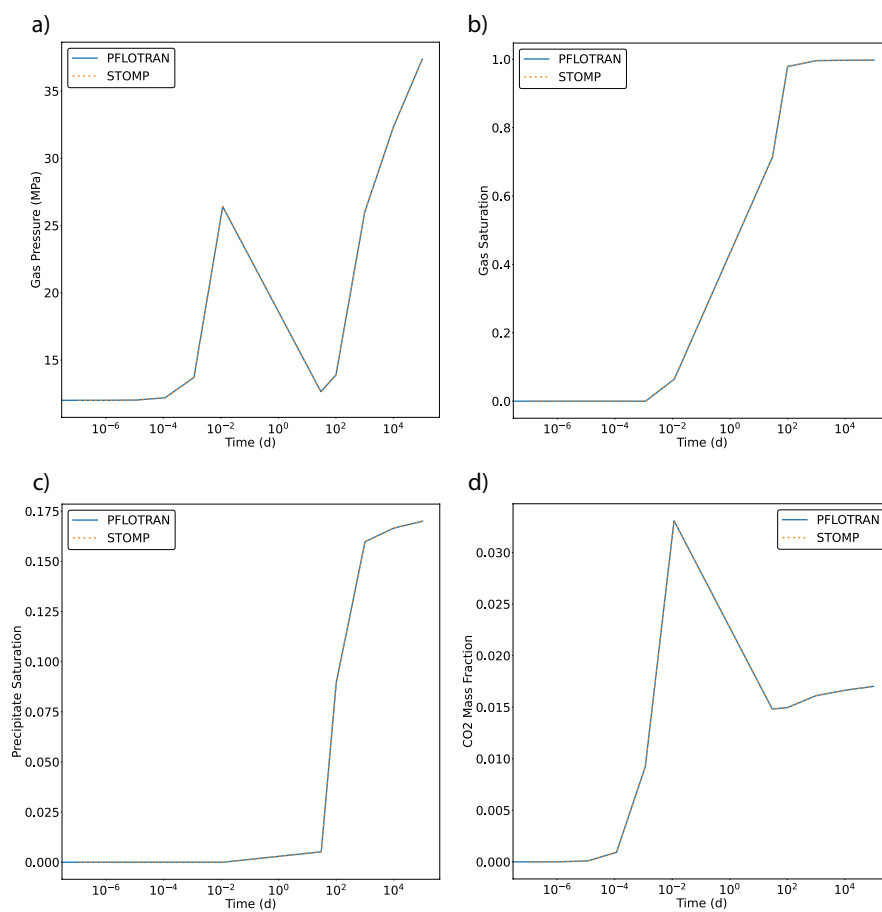 a)
PFLOTRAN
STOMP
35
30
25
20
15
Gas Pressure (MPa)
10⁻⁶ 10⁻⁴ 10⁻² 10⁰ 10² 10⁴
Time (d)
b)
PFLOTRAN
STOMP
1.0
0.8
0.6
0.4
0.2
0.0
Gas Saturation
10⁻⁶ 10⁻⁴ 10⁻² 10⁰ 10² 10⁴
Time (d)
c)
PFLOTRAN
STOMP
0.175
0.150
0.125
0.100
0.075
0.050
0.025
0.000
Precipitate Saturation
10⁻⁶ 10⁻⁴ 10⁻² 10⁰ 10² 10⁴
Time (d)
d)
PFLOTRAN
STOMP
0.030
0.025
0.020
0.015
0.010
0.005
0.000
CO2 Mass Fraction
10⁻⁶ 10⁻⁴ 10⁻² 10⁰ 10² 10⁴
Time (d)